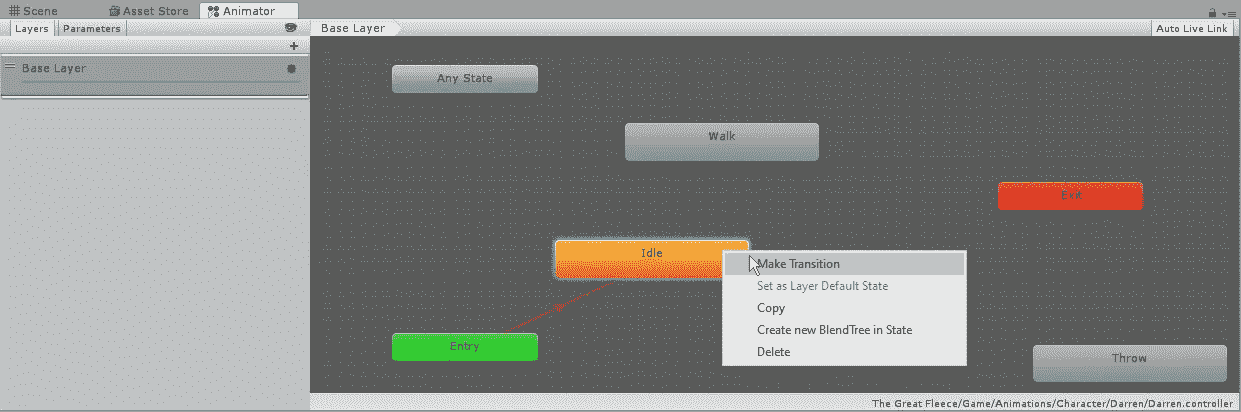 Scene Asset Store Animator
Layers Parameters Base Layer Auto Live Link
Base Layer
Any State
Walk
Exit
Idle
Make Transition
Set as Layer Default State
Copy
Create new BlendTree in State
Delete
Entry
Throw
The Great Fleece/Game/Animations/Character/Darren/Darren.controller